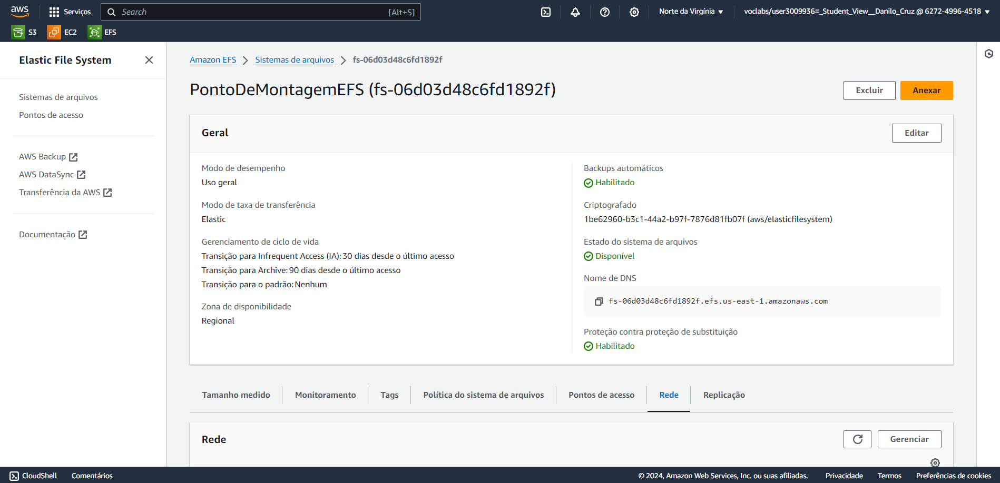 aws
Serviços
Search
[Alt+S]
Norte da Virgínia
voclabs/user3009936=_Student_View__Danilo_Cruz @ 6272-4996-4518
S3
EC2
EFS
Elastic File System
Sistemas de arquivos
Pontos de acesso
AWS Backup
AWS DataSync
Transferência da AWS
Documentação
Amazon EFS
Sistemas de arquivos
fs-06d03d48c6fd1892f
PontoDeMontagemEFS (fs-06d03d48c6fd1892f)
Excluir
Anexar
Geral
Editar
Modo de desempenho
Uso geral
Modo de taxa de transferência
Elastic
Gerenciamento de ciclo de vida
Transição para Infrequent Access (IA): 30 dias desde o último acesso
Transição para Archive: 90 dias desde o último acesso
Transição para o padrão: Nenhum
Zona de disponibilidade
Regional
Backups automáticos
Habilitado
Criptografado
1be62960-b3c1-44a2-b97f-7876d81fb07f (aws/elasticfilesystem)
Estado do sistema de arquivos
Disponível
Nome de DNS
fs-06d03d48c6fd1892f.efs.us-east-1.amazonaws.com
Proteção contra proteção de substituição
Habilitado
Tamanho medido
Monitoramento
Tags
Política do sistema de arquivos
Pontos de acesso
Rede
Replicação
Rede
Gerenciar
CloudShell
Comentários
© 2024, Amazon Web Services, Inc. ou suas afiliadas.
Privacidade
Termos
Preferências de cookies